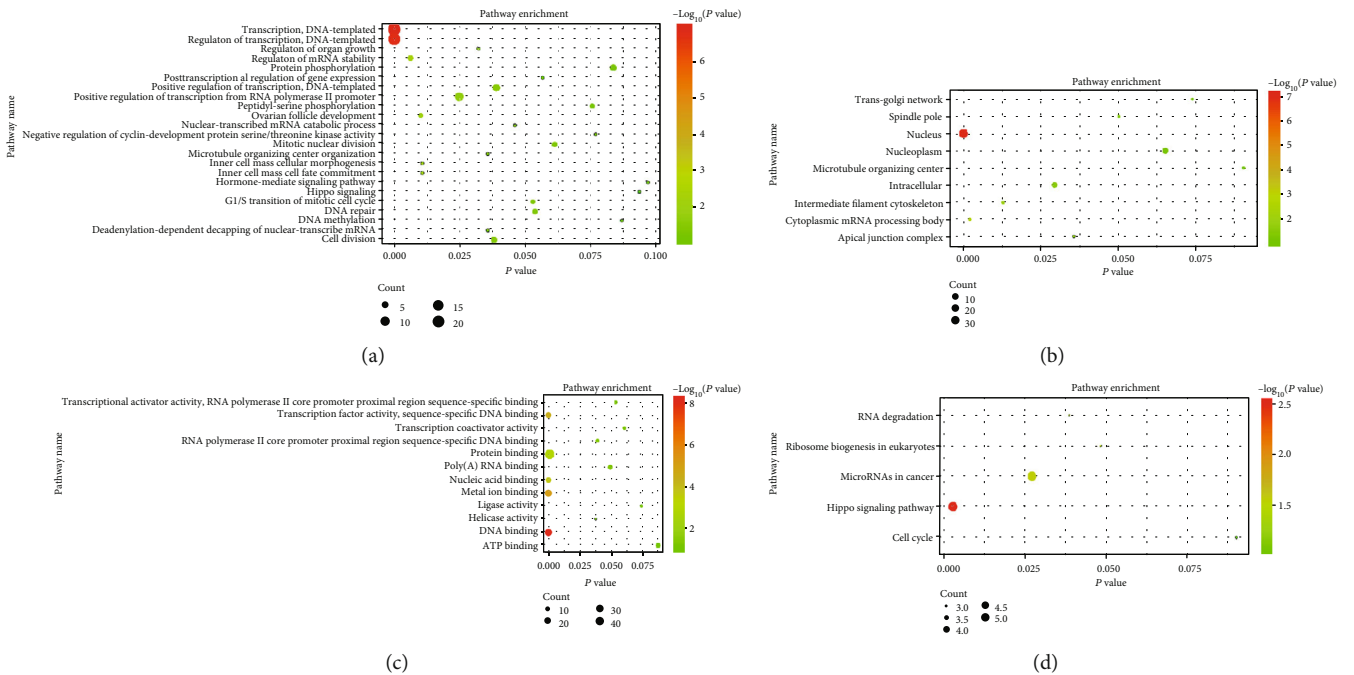 Pathway enrichment
–Log10(P value)
Pathway name
Transcription, DNA-templated
Regulaton of transcription, DNA-templated
Regulaton of organ growth
Regulaton of mRNA stability
Protein phosphorylation
Posttranscription al regulation of gene expression
Positive regulation of transcription, DNA-templated
Positive regulation of transcription from RNA polymerase II promoter
Peptidyl-serine phosphorylation
Ovarian follicle development
Nuclear-transcribed mRNA catabolic process
Negative regulation of cyclin-development protein serine/threonine kinase activity
Mitotic nuclear division
Microtubule organizing center organization
Inner cell mass cellular morphogenesis
Inner cell mass cell fate commitment
Hormone-mediate signaling pathway
Hippo signaling
G1/S transition of mitotic cell cycle
DNA repair
DNA methylation
Deadenylation-dependent decapping of nuclear-transcribe mRNA
Cell division
6
5
4
3
2
0.000 0.025 0.050 0.075 0.100
P value
Count
5 15
10 20
(a)
Pathway enrichment
–Log10(P value)
Pathway name
Trans-golgi network
Spindle pole
Nucleus
Nucleoplasm
Microtubule organizing center
Intracellular
Intermediate filament cytoskeleton
Cytoplasmic mRNA processing body
Apical junction complex
7
6
5
4
3
2
0.000 0.025 0.050 0.075
P value
Count
10
20
30
(b)
Pathway enrichment
–Log10(P value)
Pathway name
Transcriptional activator activity, RNA polymerase II core promoter proximal region sequence-specific binding
Transcription factor activity, sequence-specific DNA binding
Transcription coactivator activity
RNA polymerase II core promoter proximal region sequence-specific DNA binding
Protein binding
Poly(A) RNA binding
Nucleic acid binding
Metal ion binding
Ligase activity
Helicase activity
DNA binding
ATP binding
8
6
4
2
0.000 0.025 0.050 0.075
P value
Count
10 30
20 40
(c)
Pathway enrichment
–log10(P value)
Pathway name
RNA degradation
Ribosome biogenesis in eukaryotes
MicroRNAs in cancer
Hippo signaling pathway
Cell cycle
2.5
2.0
1.5
0.000 0.025 0.050 0.075
P value
Count
3.0 4.5
3.5 5.0
4.0
(d)